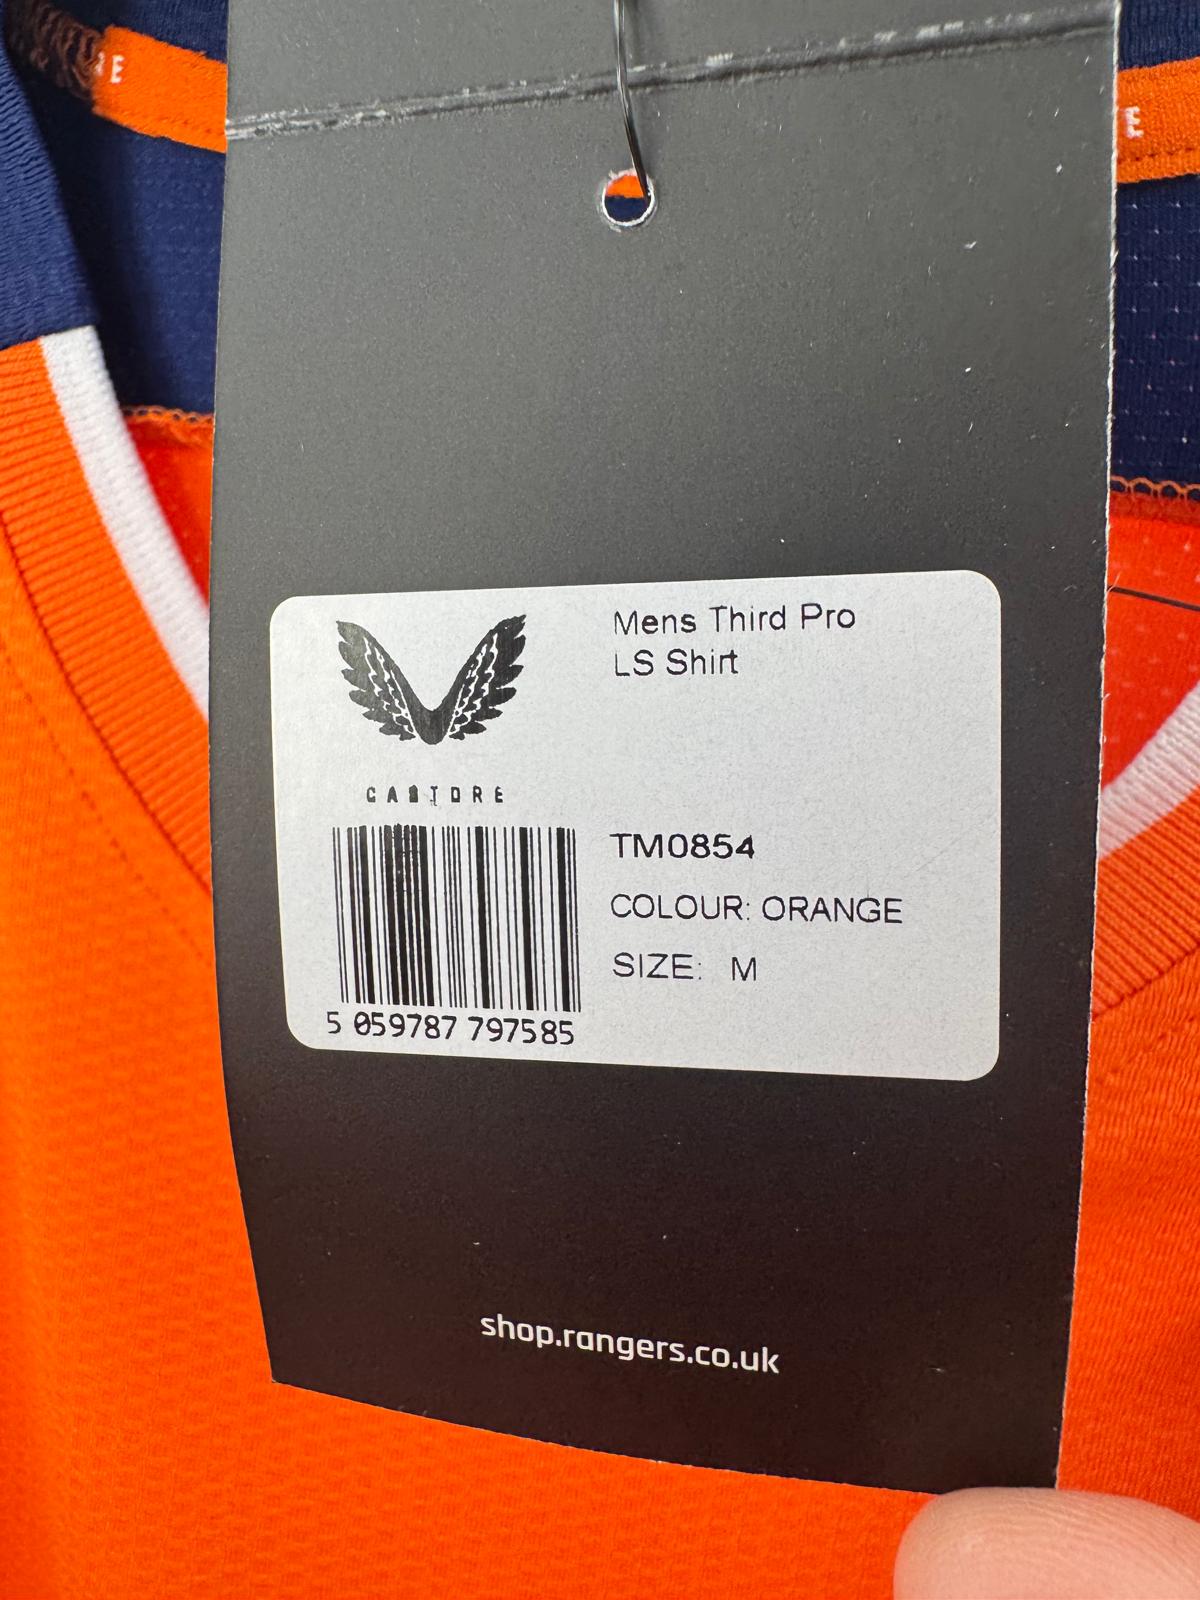 Mens Third Pro
LS Shirt
CASTORE
TM0854
COLOUR: ORANGE
SIZE: M
5 059787 797585
shop.rangers.co.uk